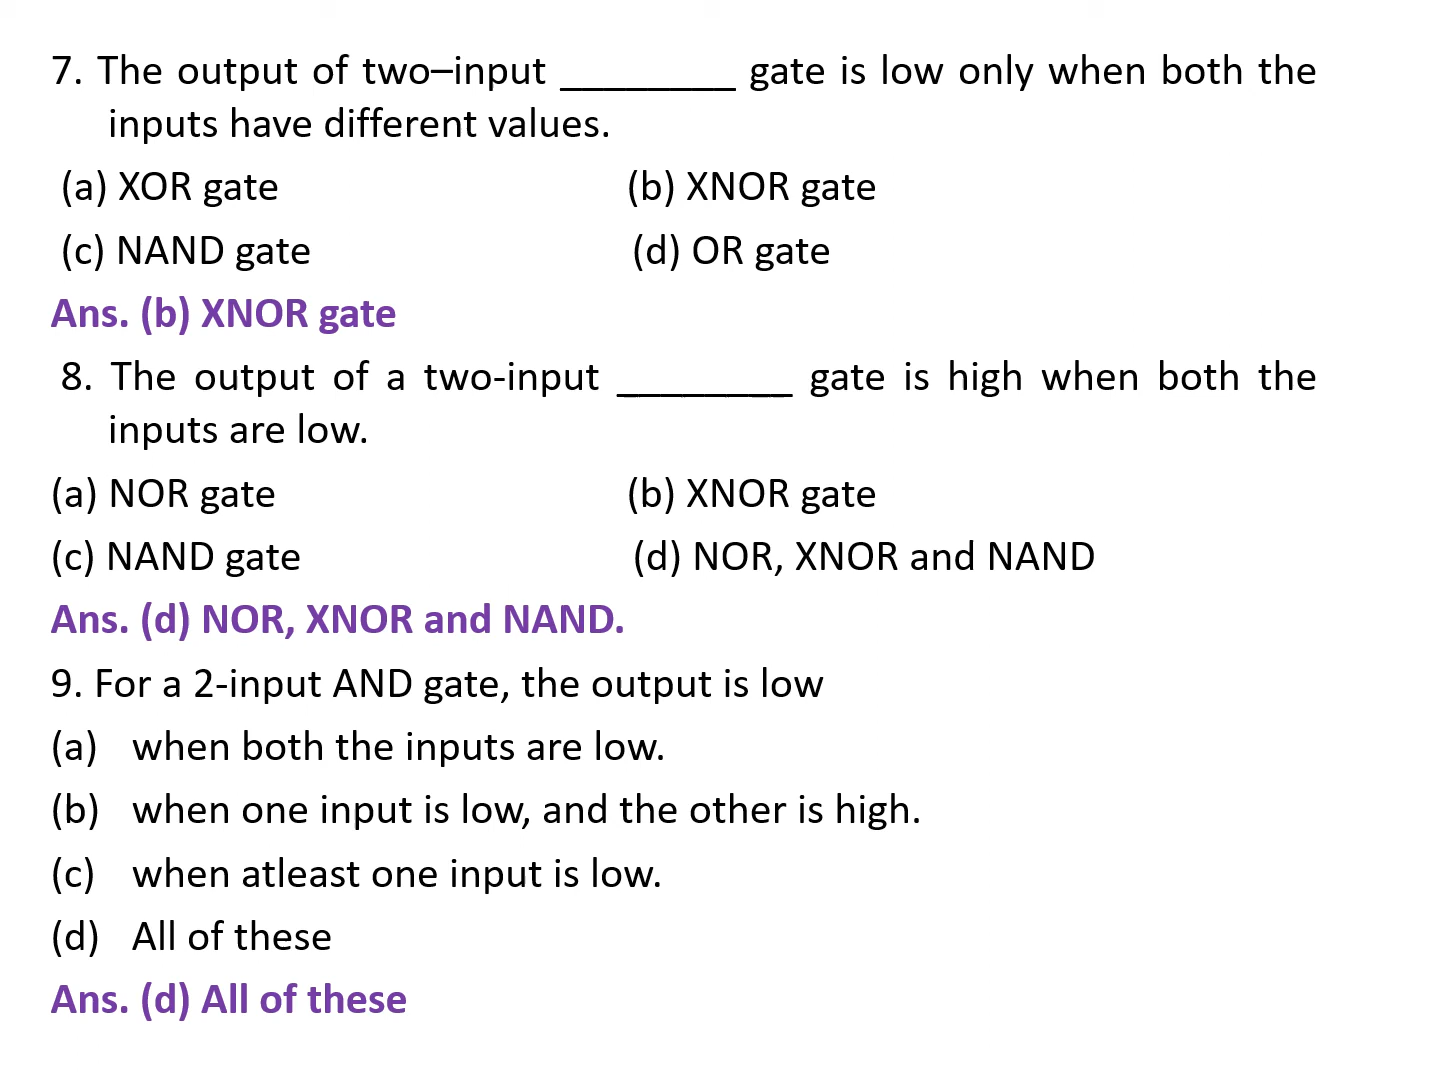 7. The output of two–input ________ gate is low only when both the
inputs have different values.
(a) XOR gate (b) XNOR gate
(c) NAND gate (d) OR gate
Ans. (b) XNOR gate
8. The output of a two-input ________ gate is high when both the
inputs are low.
(a) NOR gate (b) XNOR gate
(c) NAND gate (d) NOR, XNOR and NAND
Ans. (d) NOR, XNOR and NAND.
9. For a 2-input AND gate, the output is low
(a) when both the inputs are low.
(b) when one input is low, and the other is high.
(c) when atleast one input is low.
(d) All of these
Ans. (d) All of these